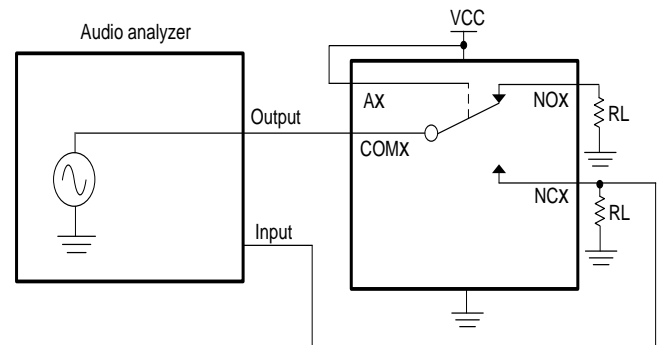 VCC
Audio analyzer
AX
NOX
RL
Output
COMX
NCX
RL
Input